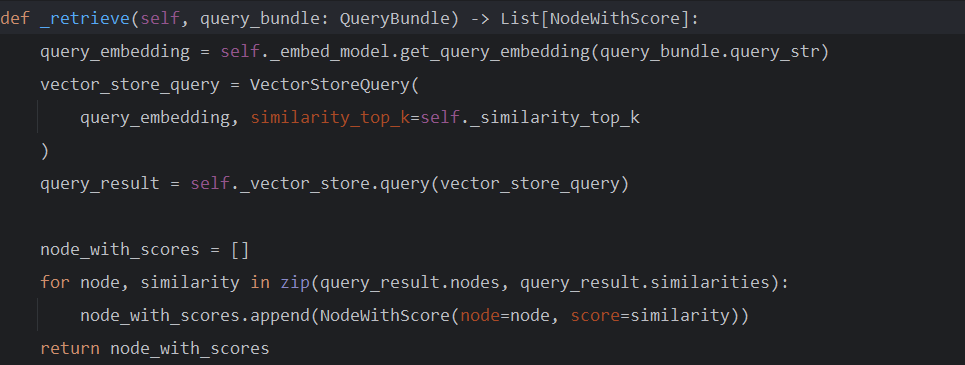 def _retrieve(self, query_bundle: QueryBundle) -> List[NodeWithScore]:
    query_embedding = self._embed_model.get_query_embedding(query_bundle.query_str)
    vector_store_query = VectorStoreQuery(
        query_embedding, similarity_top_k=self._similarity_top_k
    )
    query_result = self._vector_store.query(vector_store_query)

    node_with_scores = []
    for node, similarity in zip(query_result.nodes, query_result.similarities):
        node_with_scores.append(NodeWithScore(node=node, score=similarity))
    return node_with_scores